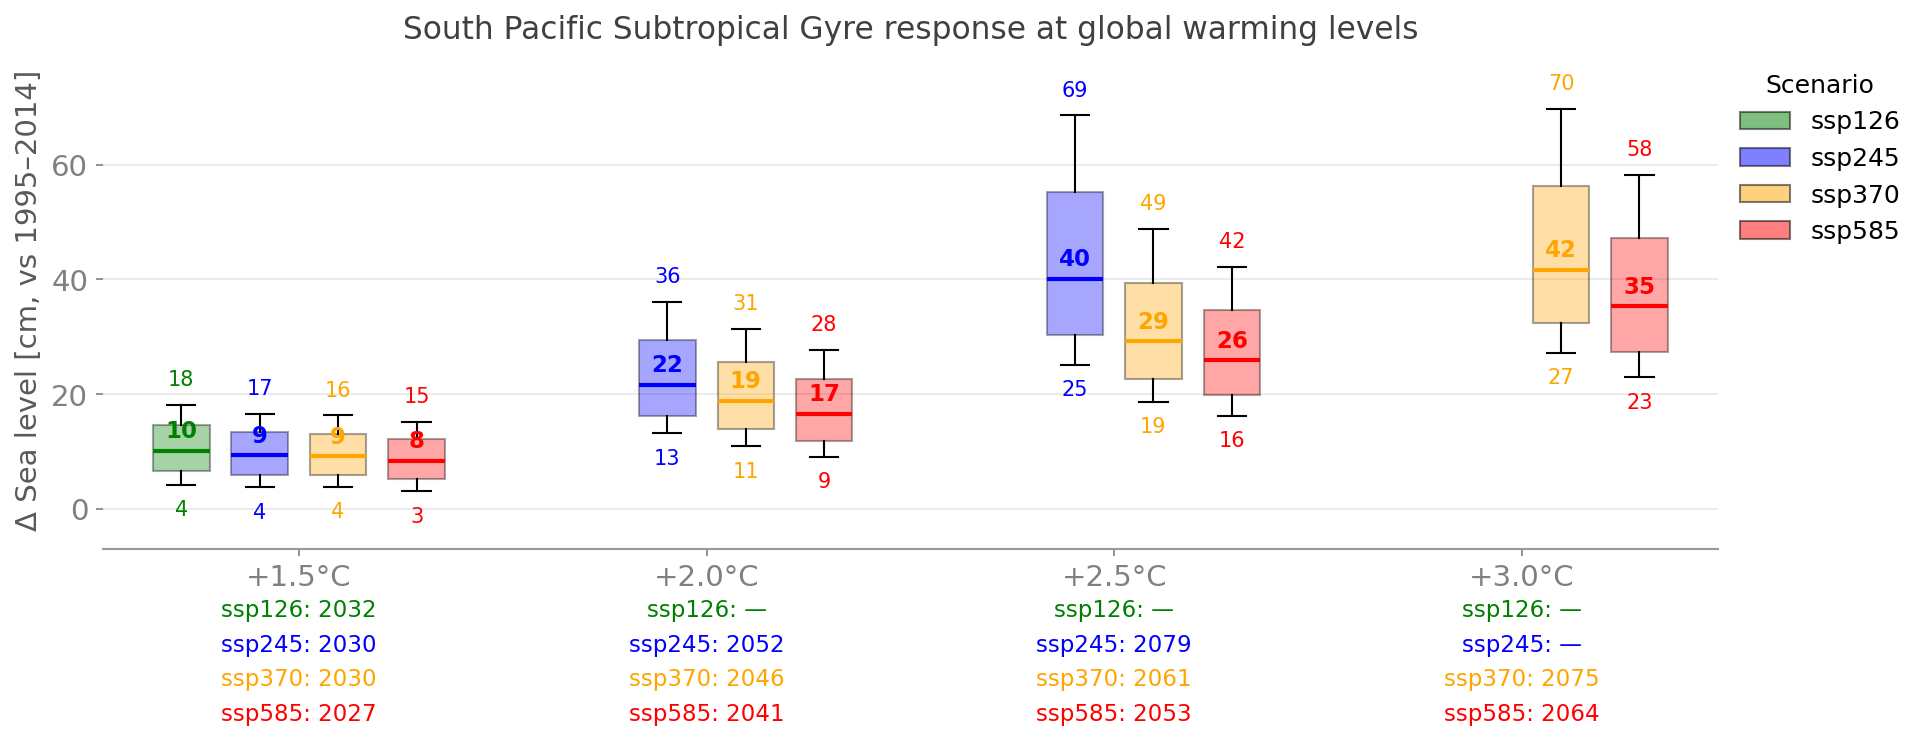 South Pacific Subtropical Gyre response at global warming levels
Δ Sea level [cm, vs 1995–2014]
60
40
20
0
18
10
4
17
9
4
16
9
4
15
8
3
36
22
13
31
19
11
28
17
9
69
40
25
49
29
19
42
26
16
70
42
27
58
35
23
Scenario
ssp126
ssp245
ssp370
ssp585
+1.5°C
ssp126: 2032
ssp245: 2030
ssp370: 2030
ssp585: 2027
+2.0°C
ssp126: —
ssp245: 2052
ssp370: 2046
ssp585: 2041
+2.5°C
ssp126: —
ssp245: 2079
ssp370: 2061
ssp585: 2053
+3.0°C
ssp126: —
ssp245: —
ssp370: 2075
ssp585: 2064